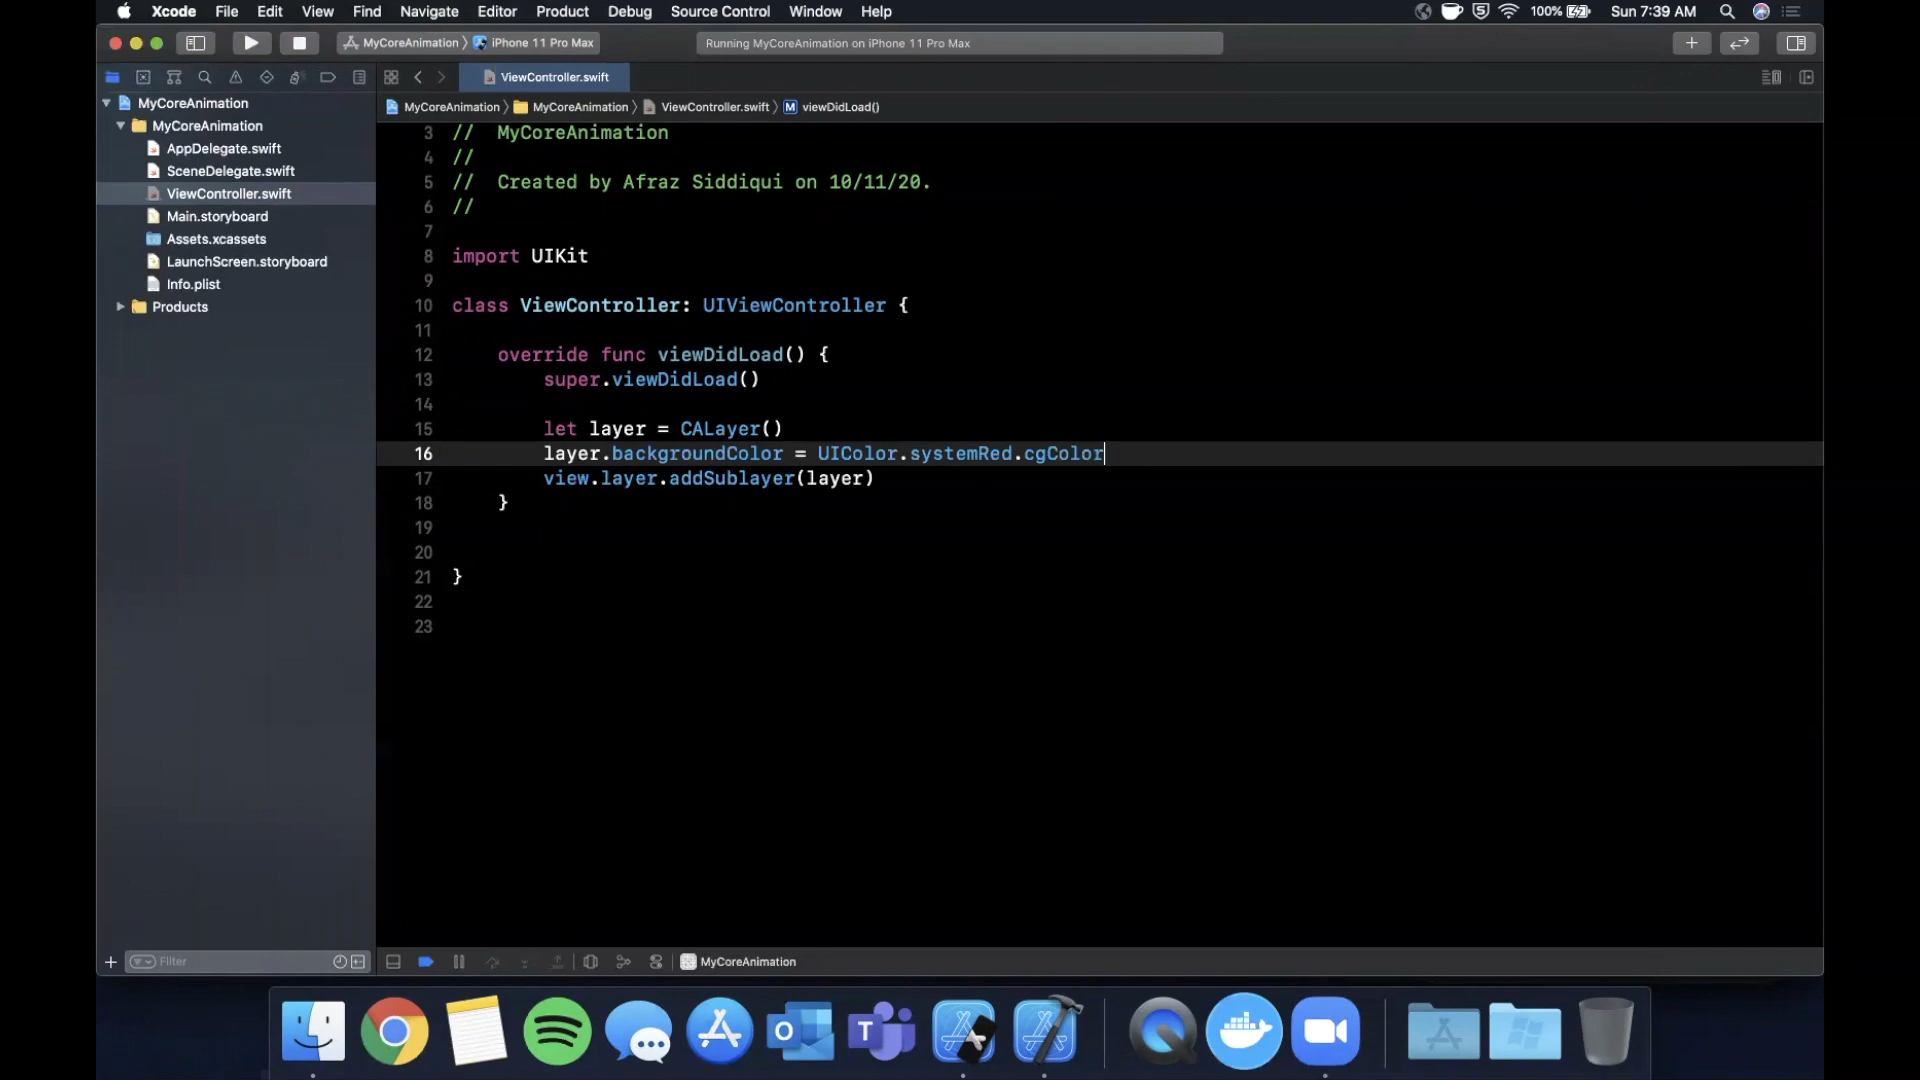 Xcode File Edit View Find Navigate Editor Product Debug Source Control Window Help 100% Sun 7:39 AM
MyCoreAnimation iPhone 11 Pro Max Running MyCoreAnimation on iPhone 11 Pro Max
ViewController.swift
MyCoreAnimation MyCoreAnimation ViewController.swift M viewDidLoad()
MyCoreAnimation
MyCoreAnimation
AppDelegate.swift
SceneDelegate.swift
ViewController.swift
Main.storyboard
Assets.xcassets
LaunchScreen.storyboard
Info.plist
Products
3 // MyCoreAnimation
4 //
5 // Created by Afraz Siddiqui on 10/11/20.
6 //
7
8 import UIKit
9
10 class ViewController: UIViewController {
11
12 override func viewDidLoad() {
13 super.viewDidLoad()
14
15 let layer = CALayer()
16 layer.backgroundColor = UIColor.systemRed.cgColor
17 view.layer.addSublayer(layer)
18 }
19
20
21 }
22
23
Filter
MyCoreAnimation